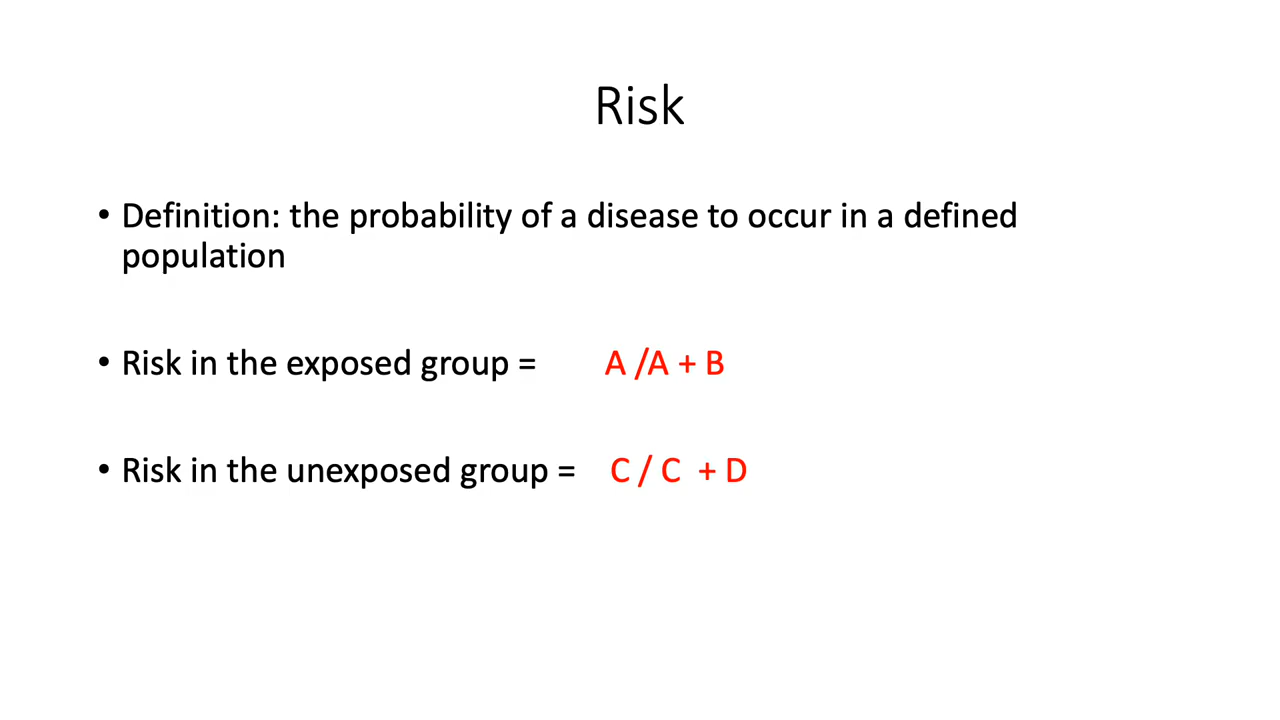 Risk
• Definition: the probability of a disease to occur in a defined
population
• Risk in the exposed group = A /A + B
• Risk in the unexposed group = C / C + D